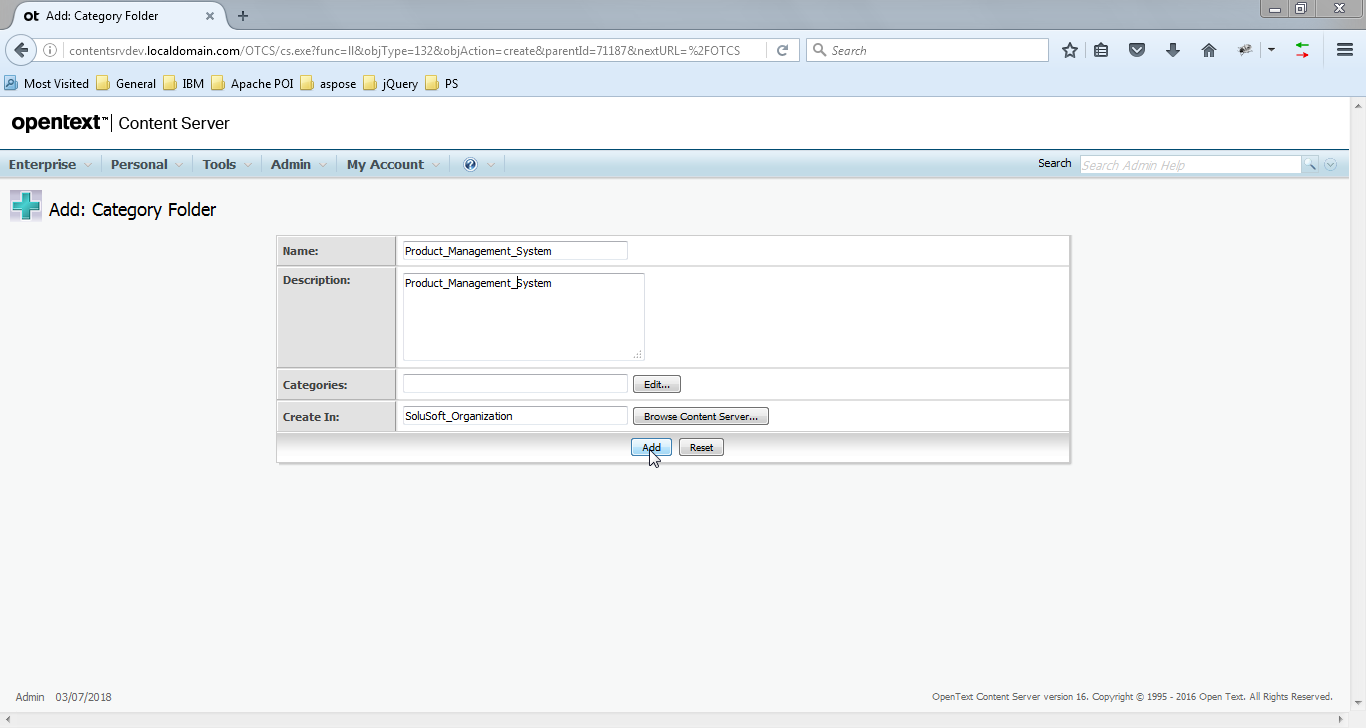 Add: Category Folder
contentsrvdev.localdomain.com/OTCS/cs.exe?func=ll&objType=132&objAction=create&parentId=71187&nextURL=%2FOTCS
Search
Most Visited General IBM Apache POI aspose jQuery PS
opentext™ | Content Server
Enterprise Personal Tools Admin My Account
Search Search Admin Help
Add: Category Folder
Name: Product_Management_System
Description: Product_Management_System
Categories: Edit...
Create In: SoluSoft_Organization Browse Content Server...
Add Reset
Admin 03/07/2018
OpenText Content Server version 16. Copyright © 1995 - 2016 Open Text. All Rights Reserved.